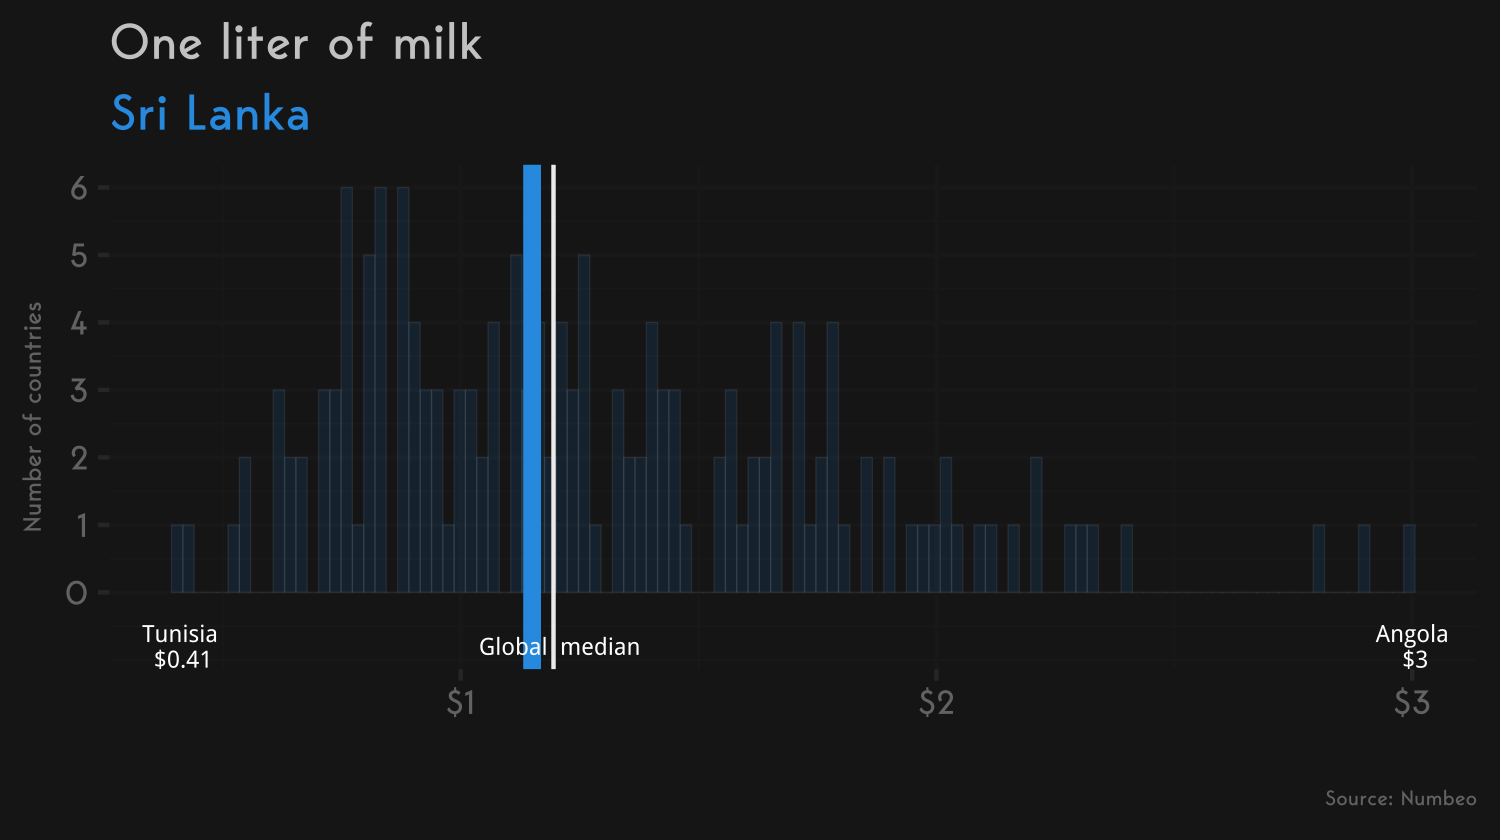 One liter of milk
Sri Lanka
Number of countries
6
5
4
3
2
1
0
Tunisia
$0.41
Global median
Angola
$3
$1
$2
$3
Source: Numbeo